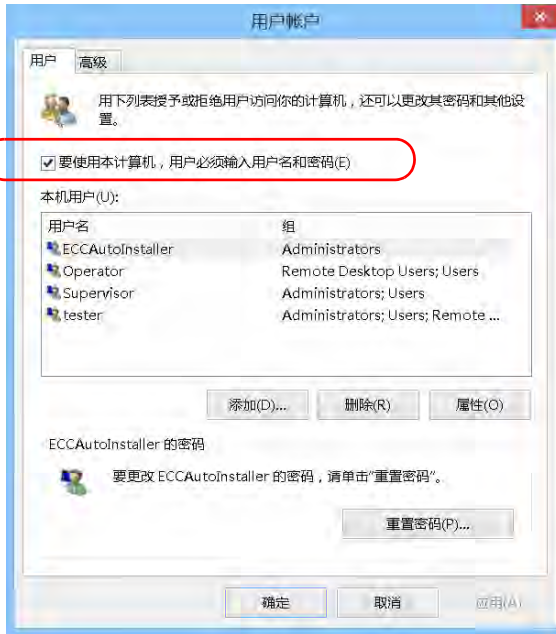 用户帐户
用户 高级
用下列表授予或拒绝用户访问你的计算机，还可以更改其密码和其他设
置。
要使用本计算机，用户必须输入用户名和密码(E)
本机用户(U):
用户名 组
ECCAutoInstaller Administrators
Operator Remote Desktop Users; Users
Supervisor Administrators; Users
tester Administrators; Users; Remote ...
添加(D)... 删除(R) 属性(O)
ECCAutoInstaller 的密码
要更改 ECCAutoInstaller 的密码，请单击"重置密码"。
重置密码(P)...
确定 取消 应用(A)